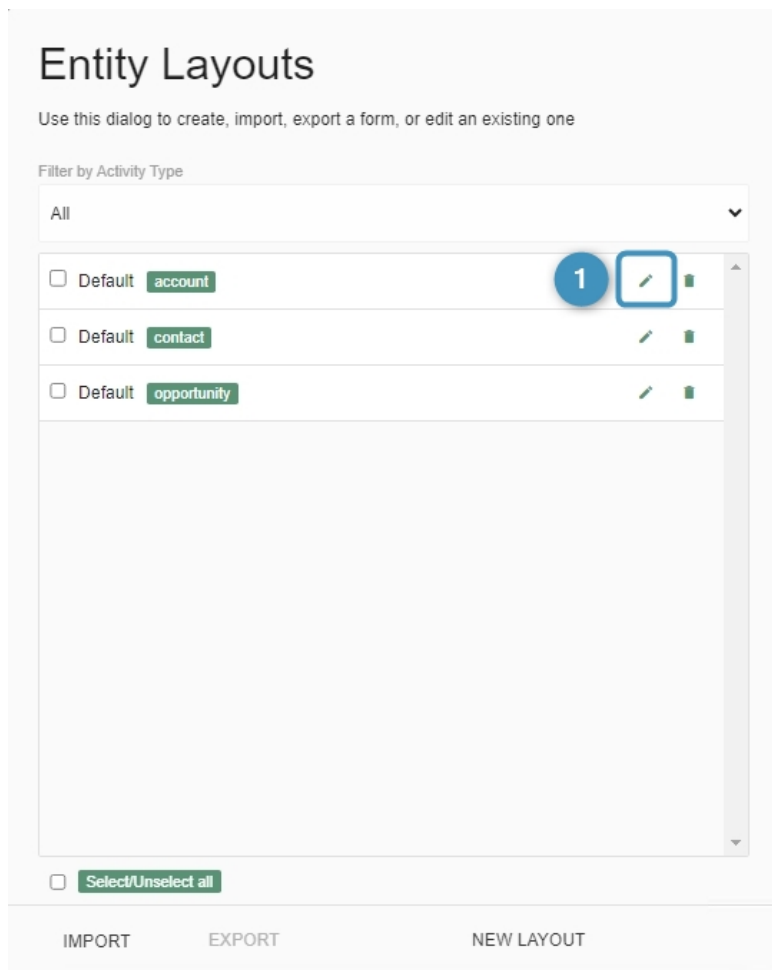 Entity Layouts
Use this dialog to create, import, export a form, or edit an existing one
Filter by Activity Type
All
Default account 1
Default contact
Default opportunity
Select/Unselect all
IMPORT EXPORT NEW LAYOUT